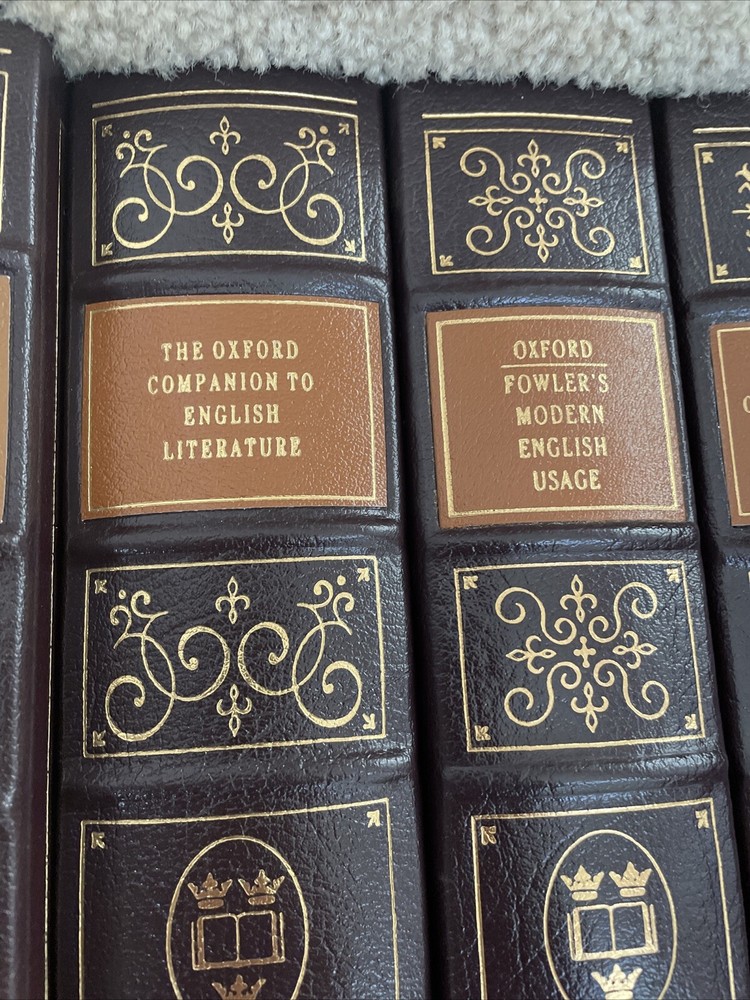 THE OXFORD
COMPANION TO
ENGLISH
LITERATURE
OXFORD
FOWLER'S
MODERN
ENGLISH
USAGE